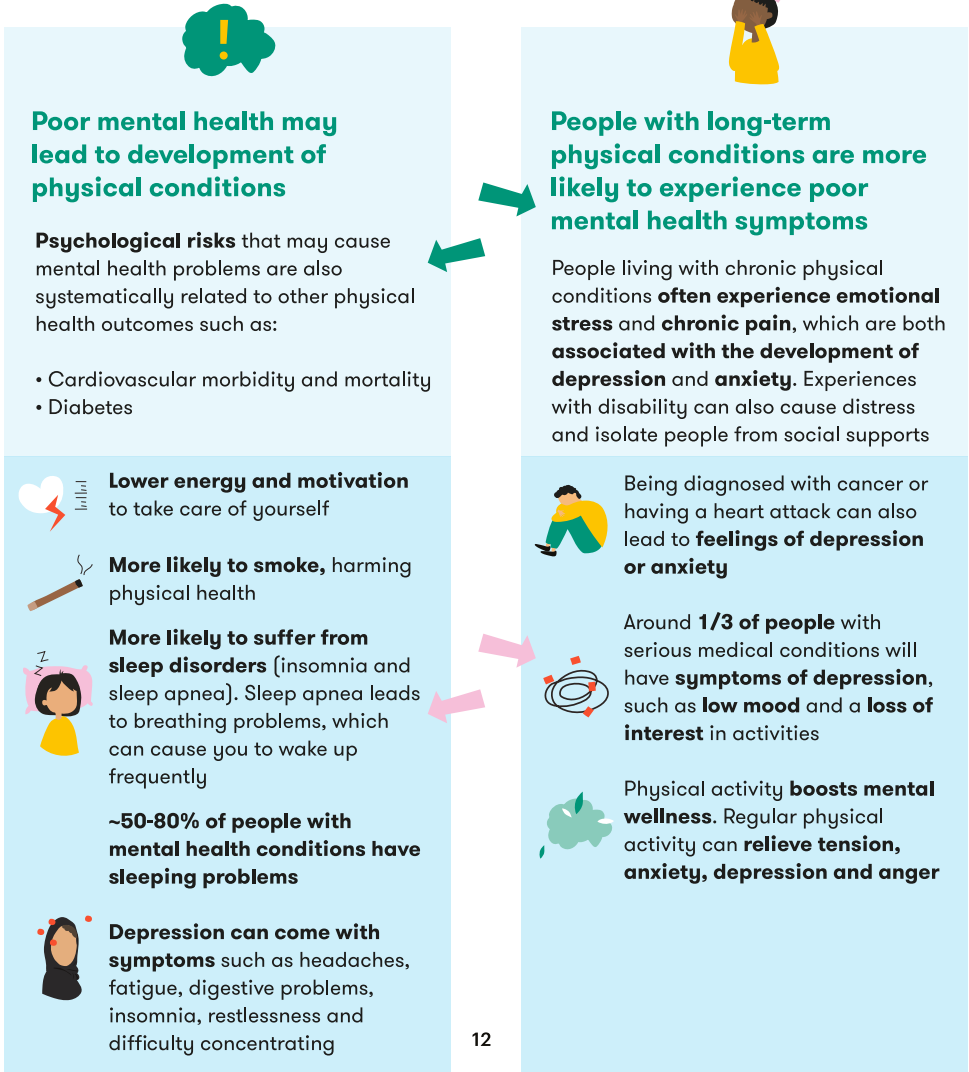 !
Poor mental health may
lead to development of
physical conditions
Psychological risks that may cause
mental health problems are also
systematically related to other physical
health outcomes such as:
• Cardiovascular morbidity and mortality
• Diabetes
Lower energy and motivation
to take care of yourself
More likely to smoke, harming
physical health
Z
Z
More likely to suffer from
sleep disorders (insomnia and
sleep apnea). Sleep apnea leads
to breathing problems, which
can cause you to wake up
frequently
~50-80% of people with
mental health conditions have
sleeping problems
Depression can come with
symptoms such as headaches,
fatigue, digestive problems,
insomnia, restlessness and
difficulty concentrating
People with long-term
physical conditions are more
likely to experience poor
mental health symptoms
People living with chronic physical
conditions often experience emotional
stress and chronic pain, which are both
associated with the development of
depression and anxiety. Experiences
with disability can also cause distress
and isolate people from social supports
Being diagnosed with cancer or
having a heart attack can also
lead to feelings of depression
or anxiety
Around 1/3 of people with
serious medical conditions will
have symptoms of depression,
such as low mood and a loss of
interest in activities
Physical activity boosts mental
wellness. Regular physical
activity can relieve tension,
anxiety, depression and anger
12